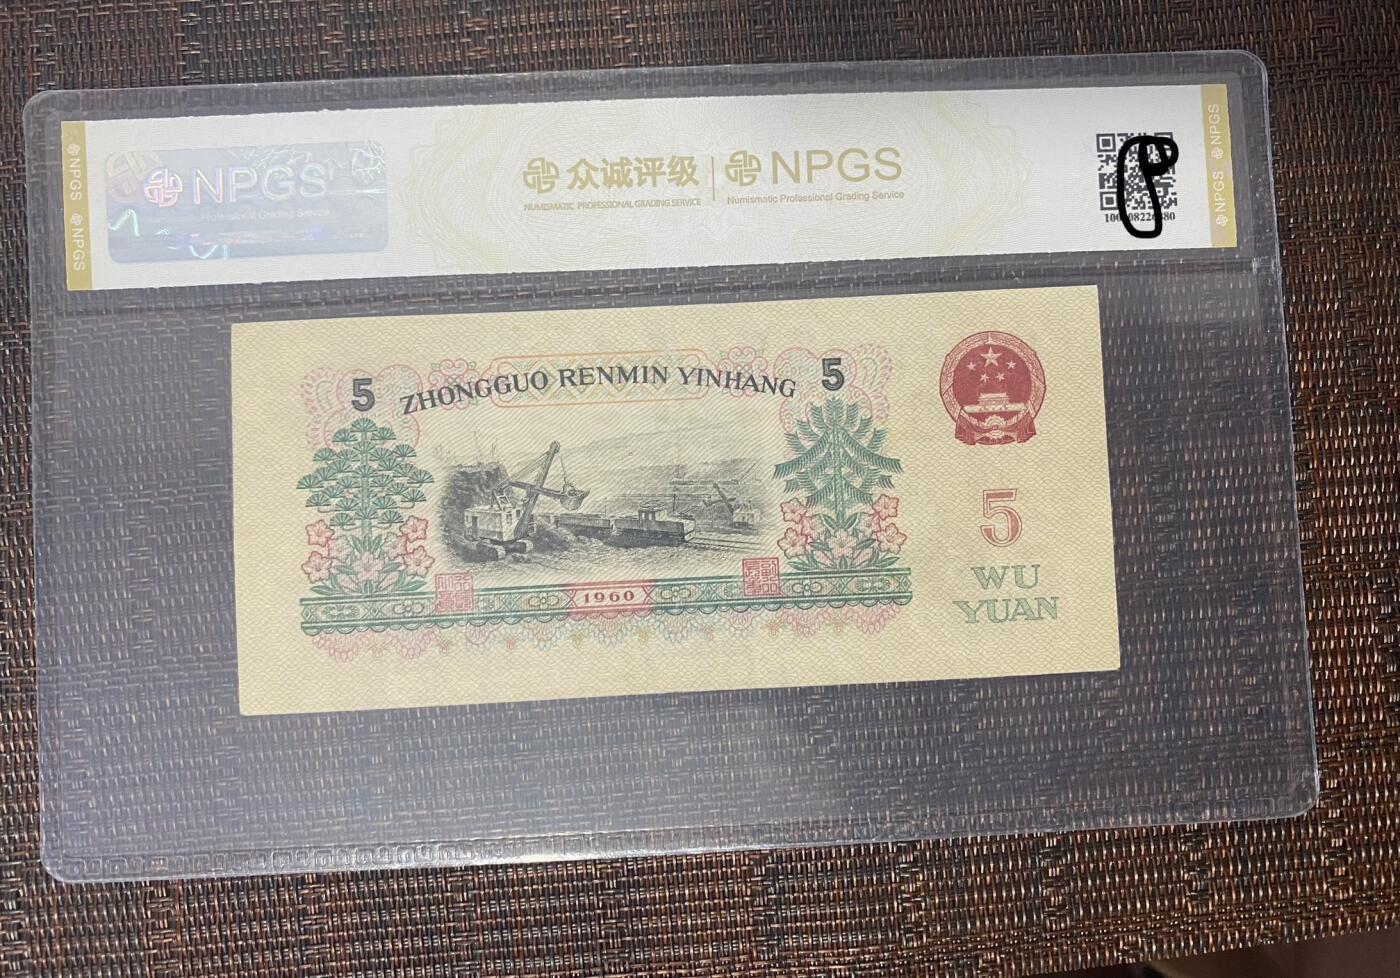 NPGS
Professional Grading Service
众诚评级
NUMISMATIC PROFESSIONAL GRADING SERVICE
NPGS
Numismatic Professional Grading Service
NPGS NPGS
NPGS NPGS
5 ZHONGGUO RENMIN YINHANG 5
1960
5
WU
YUAN